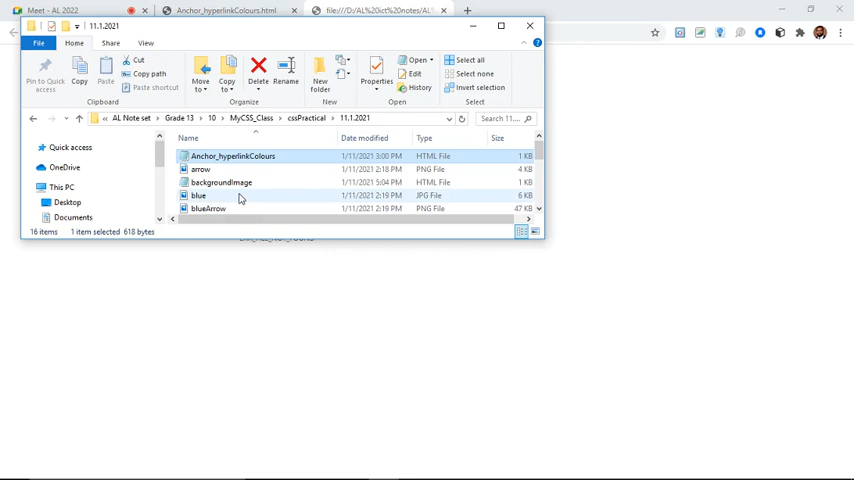 Meet - AL 2022
Anchor_hyperlinkColours.html
file:///D:/AL%20ict%20notes/AL
11.1.2021
File Home Share View
Pin to Quick access
Copy
Paste
Cut
Copy path
Paste shortcut
Move to
Copy to
Delete
Rename
New folder
Properties
Open
Edit
History
Select all
Select none
Invert selection
Clipboard Organize New Open Select
« AL Note set > Grade 13 > 10 > MyCSS_Class > cssPractical > 11.1.2021
Search 11....
Quick access
OneDrive
This PC
Desktop
Documents
Name Date modified Type Size
Anchor_hyperlinkColours 1/11/2021 3:00 PM HTML File 1 KB
arrow 1/11/2021 2:18 PM PNG File 4 KB
backgroundImage 1/11/2021 5:04 PM HTML File 1 KB
blue 1/11/2021 2:19 PM JPG File 6 KB
blueArrow 1/11/2021 2:19 PM PNG File 47 KB
16 items 1 item selected 618 bytes